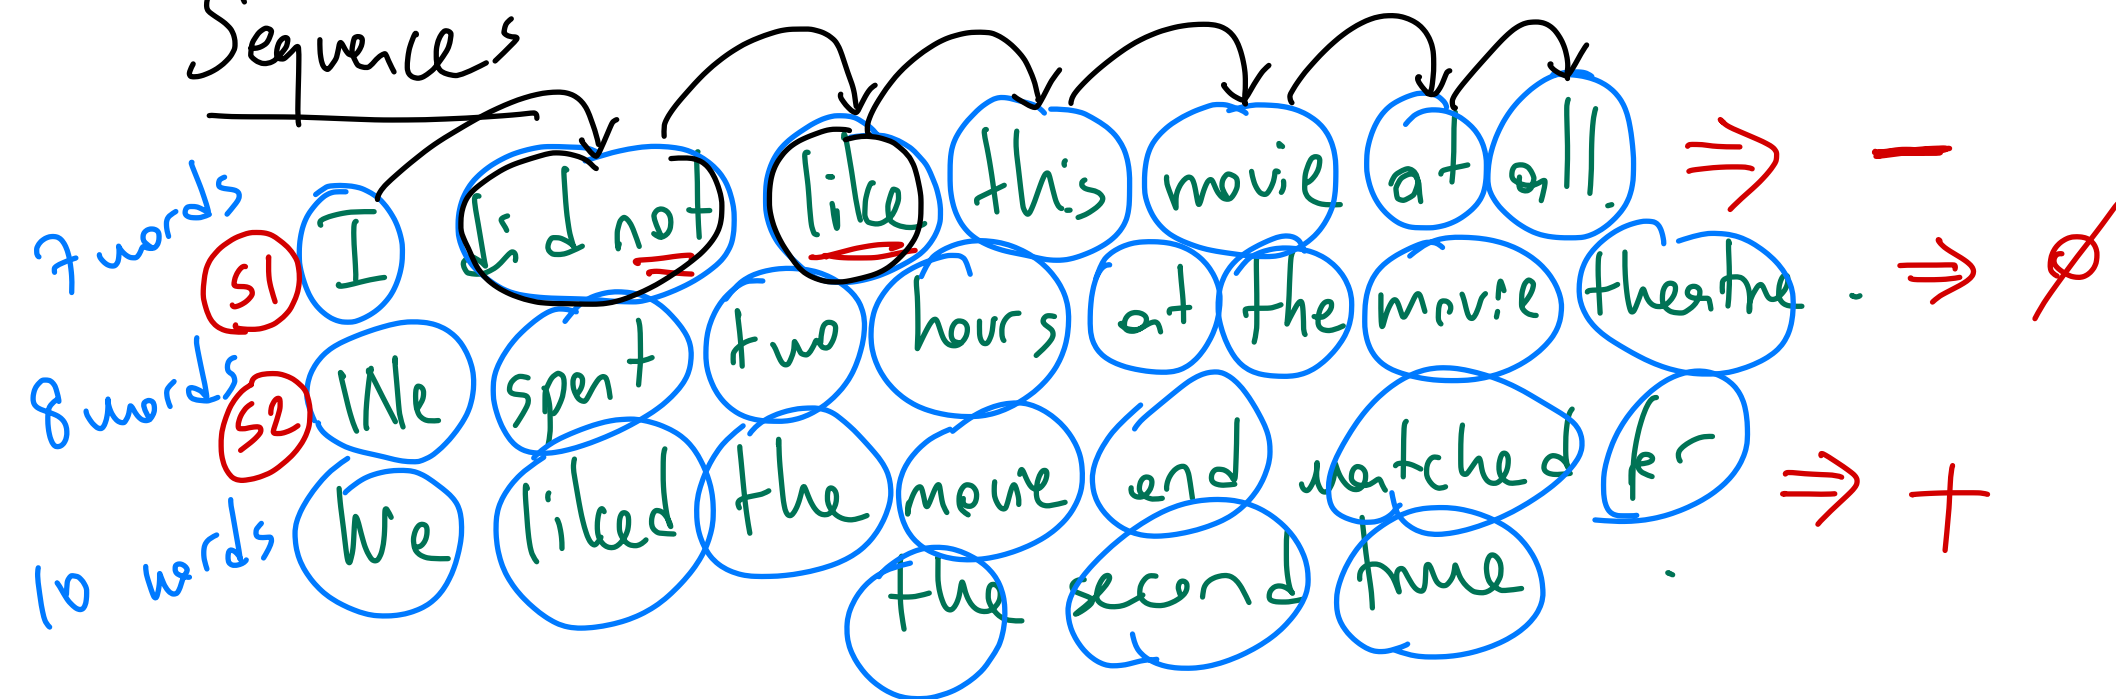 Sequences
7 words S1 I did not like this movie at all. ⇒ −
8 words S2 We spent two hours at the movie theatre. ⇒ Ø
10 words We liked the movie and watched for ⇒ +
the second time.